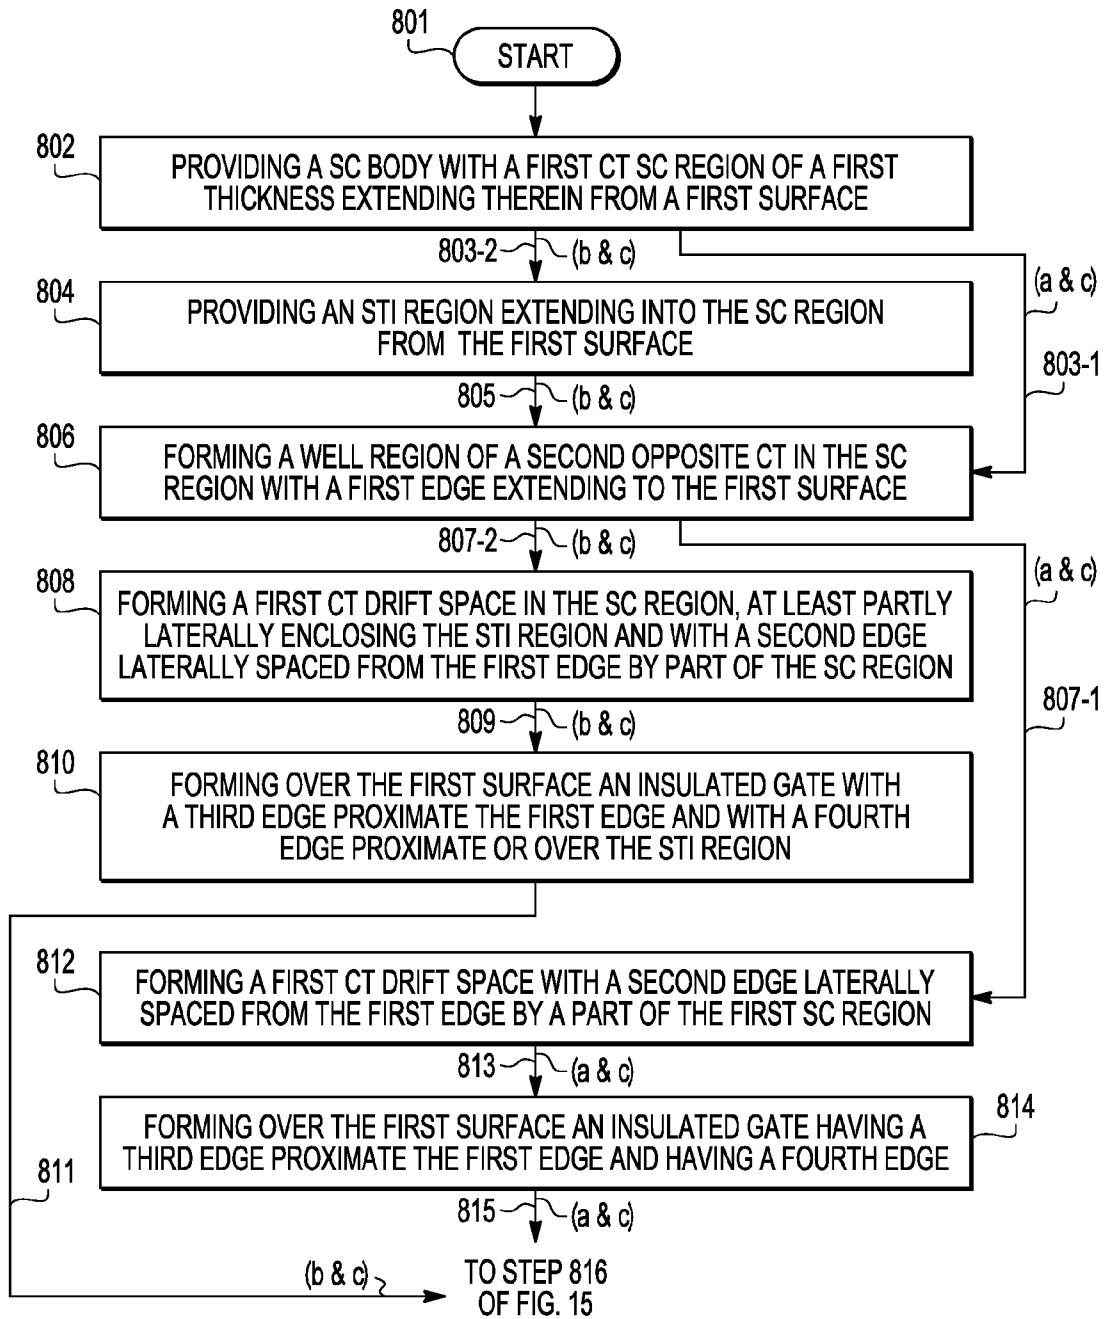 801
START
802
PROVIDING A SC BODY WITH A FIRST CT SC REGION OF A FIRST
THICKNESS EXTENDING THEREIN FROM A FIRST SURFACE
803-2
(b & c)
(a & c)
803-1
804
PROVIDING AN STI REGION EXTENDING INTO THE SC REGION
FROM THE FIRST SURFACE
805
(b & c)
806
FORMING A WELL REGION OF A SECOND OPPOSITE CT IN THE SC
REGION WITH A FIRST EDGE EXTENDING TO THE FIRST SURFACE
807-2
(b & c)
(a & c)
807-1
808
FORMING A FIRST CT DRIFT SPACE IN THE SC REGION, AT LEAST PARTLY
LATERALLY ENCLOSING THE STI REGION AND WITH A SECOND EDGE
LATERALLY SPACED FROM THE FIRST EDGE BY PART OF THE SC REGION
809
(b & c)
810
FORMING OVER THE FIRST SURFACE AN INSULATED GATE WITH
A THIRD EDGE PROXIMATE THE FIRST EDGE AND WITH A FOURTH
EDGE PROXIMATE OR OVER THE STI REGION
812
FORMING A FIRST CT DRIFT SPACE WITH A SECOND EDGE LATERALLY
SPACED FROM THE FIRST EDGE BY A PART OF THE FIRST SC REGION
813
(a & c)
814
FORMING OVER THE FIRST SURFACE AN INSULATED GATE HAVING A
THIRD EDGE PROXIMATE THE FIRST EDGE AND HAVING A FOURTH EDGE
811
815
(a & c)
(b & c)
TO STEP 816
OF FIG. 15